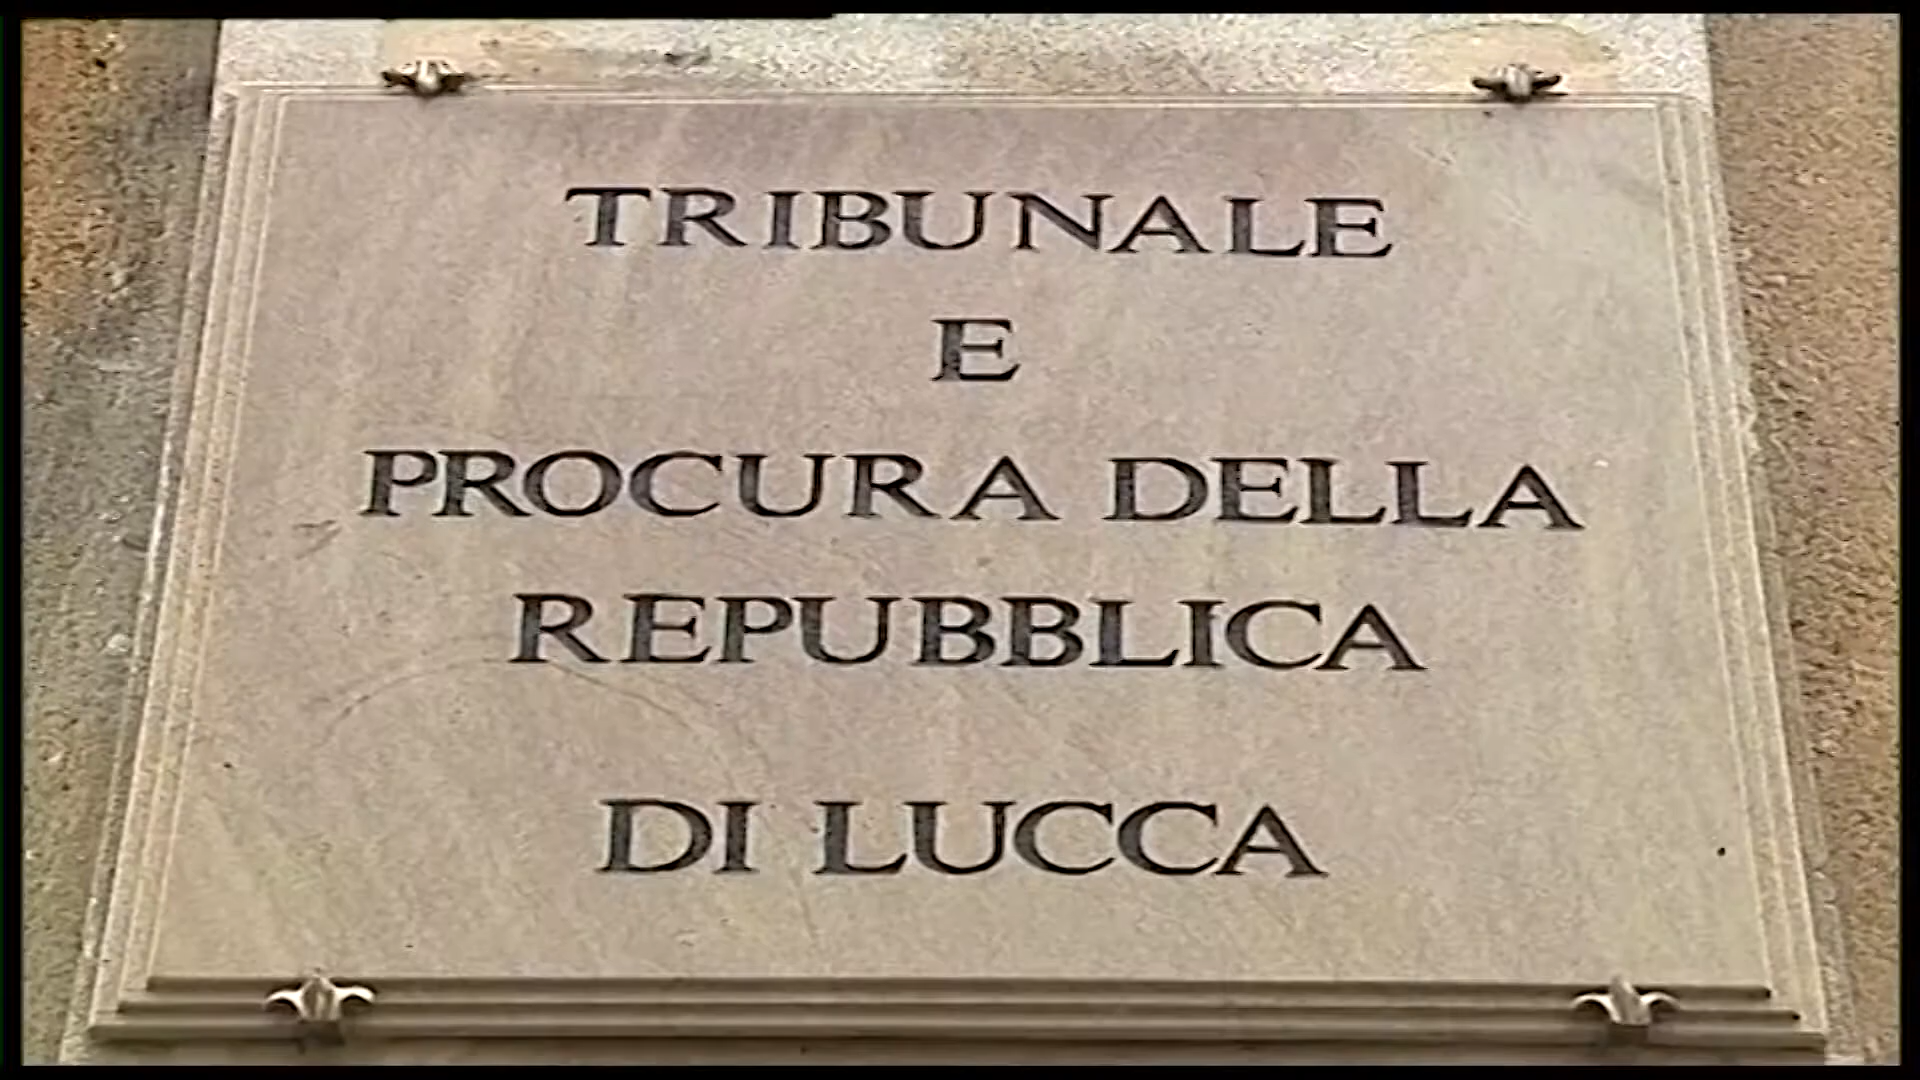 TRIBUNALE
E
PROCURA DELLA
REPUBBLICA
DI LUCCA